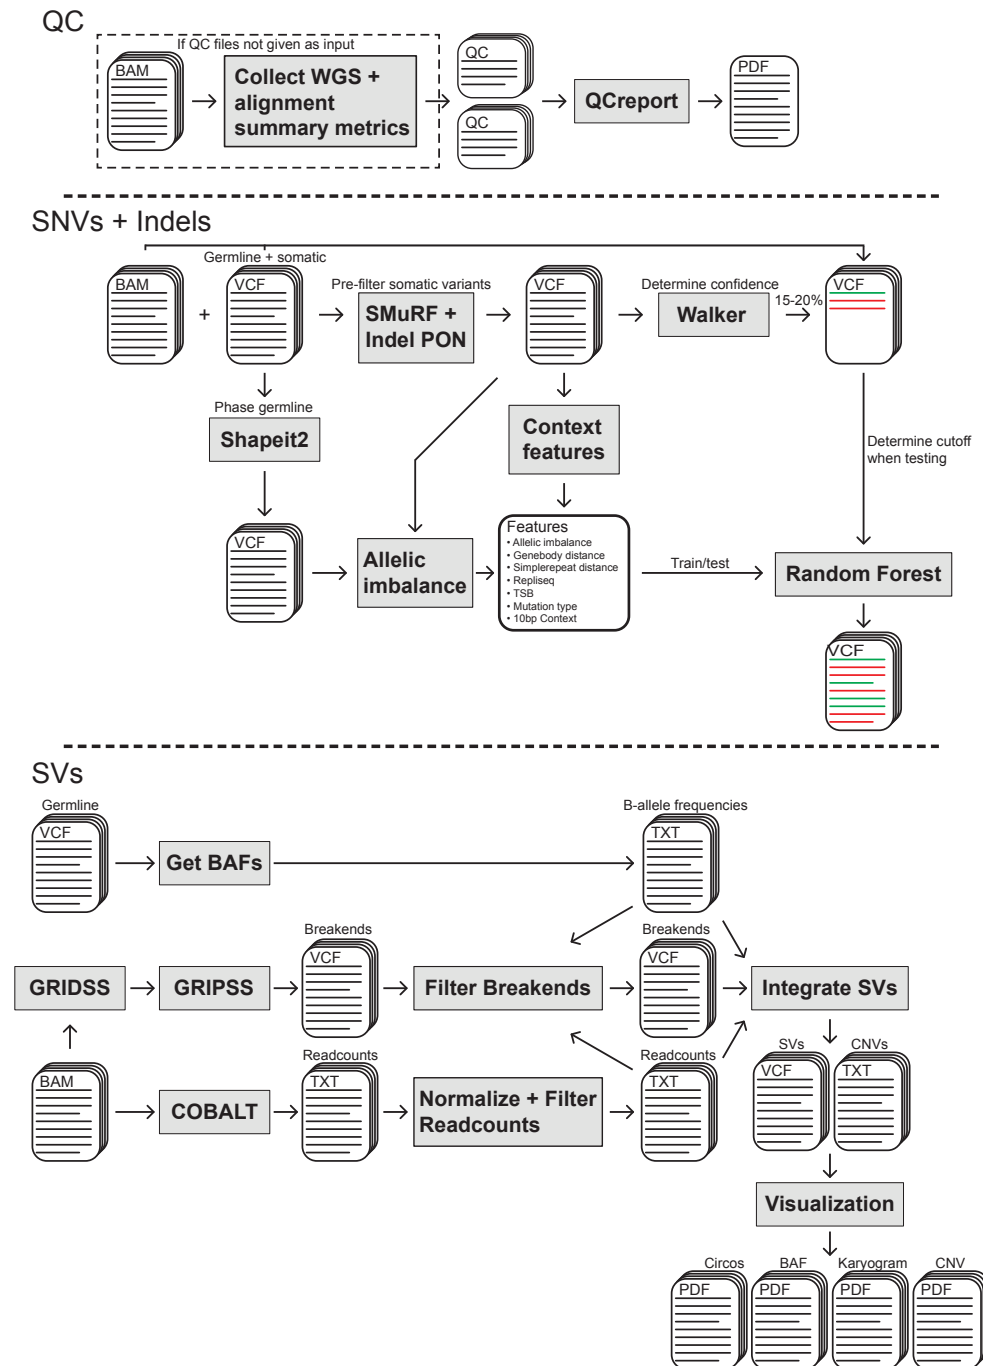 QC
If QC files not given as input
BAM
Collect WGS +
alignment
summary metrics
QC
QC
QCreport
PDF
SNVs + Indels
Germline + somatic
BAM
+
VCF
Pre-filter somatic variants
SMuRF +
Indel PON
VCF
Determine confidence
Walker
15-20%
VCF
Phase germline
Shapeit2
Context
features
Determine cutoff
when testing
VCF
Allelic
imbalance
Features
• Allelic imbalance
• Genebody distance
• Simplerepeat distance
• Repliseq
• TSB
• Mutation type
• 10bp Context
Train/test
Random Forest
VCF
SVs
Germline
VCF
Get BAFs
B-allele frequencies
TXT
GRIDSS
GRIPSS
Breakends
VCF
Filter Breakends
Breakends
VCF
Integrate SVs
BAM
COBALT
Readcounts
TXT
Normalize + Filter
Readcounts
Readcounts
TXT
SVs
VCF
CNVs
TXT
Visualization
Circos
PDF
BAF
PDF
Karyogram
PDF
CNV
PDF